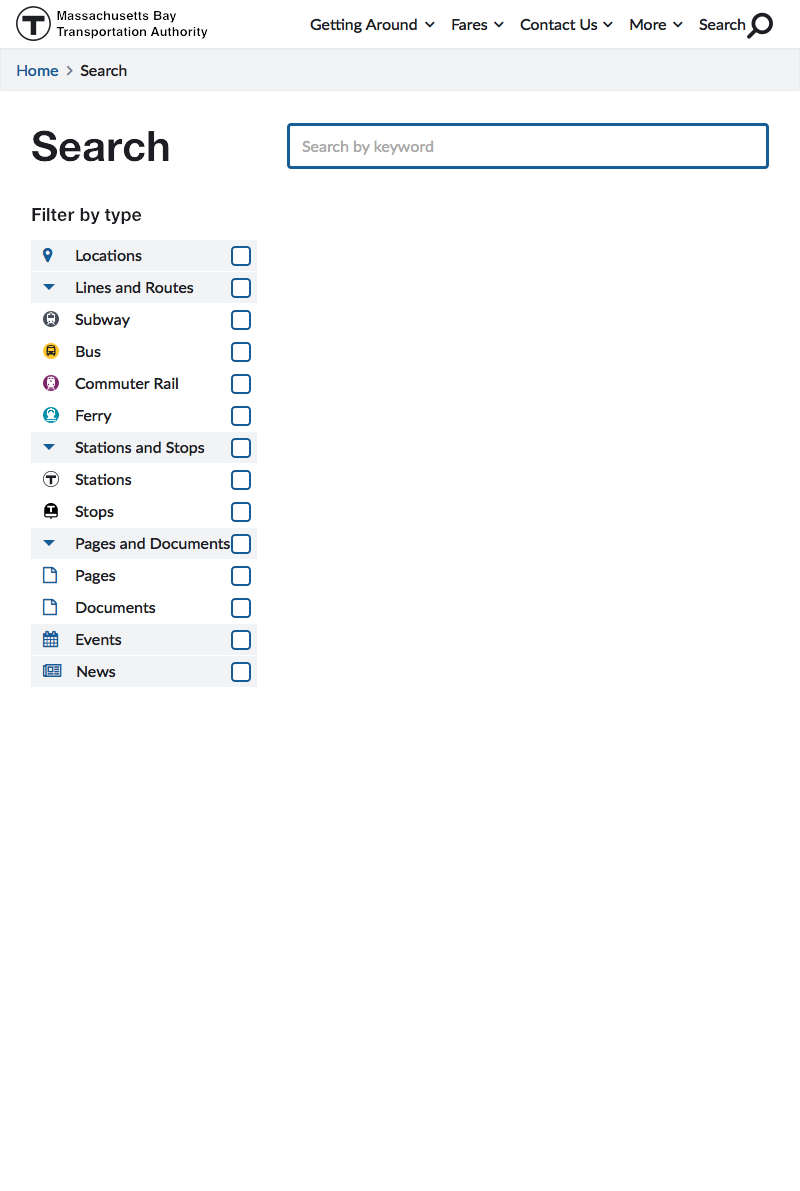 Massachusetts Bay
Transportation Authority
Getting Around Fares Contact Us More Search
Home > Search
Search
Search by keyword
Filter by type
Locations
Lines and Routes
Subway
Bus
Commuter Rail
Ferry
Stations and Stops
Stations
Stops
Pages and Documents
Pages
Documents
Events
News